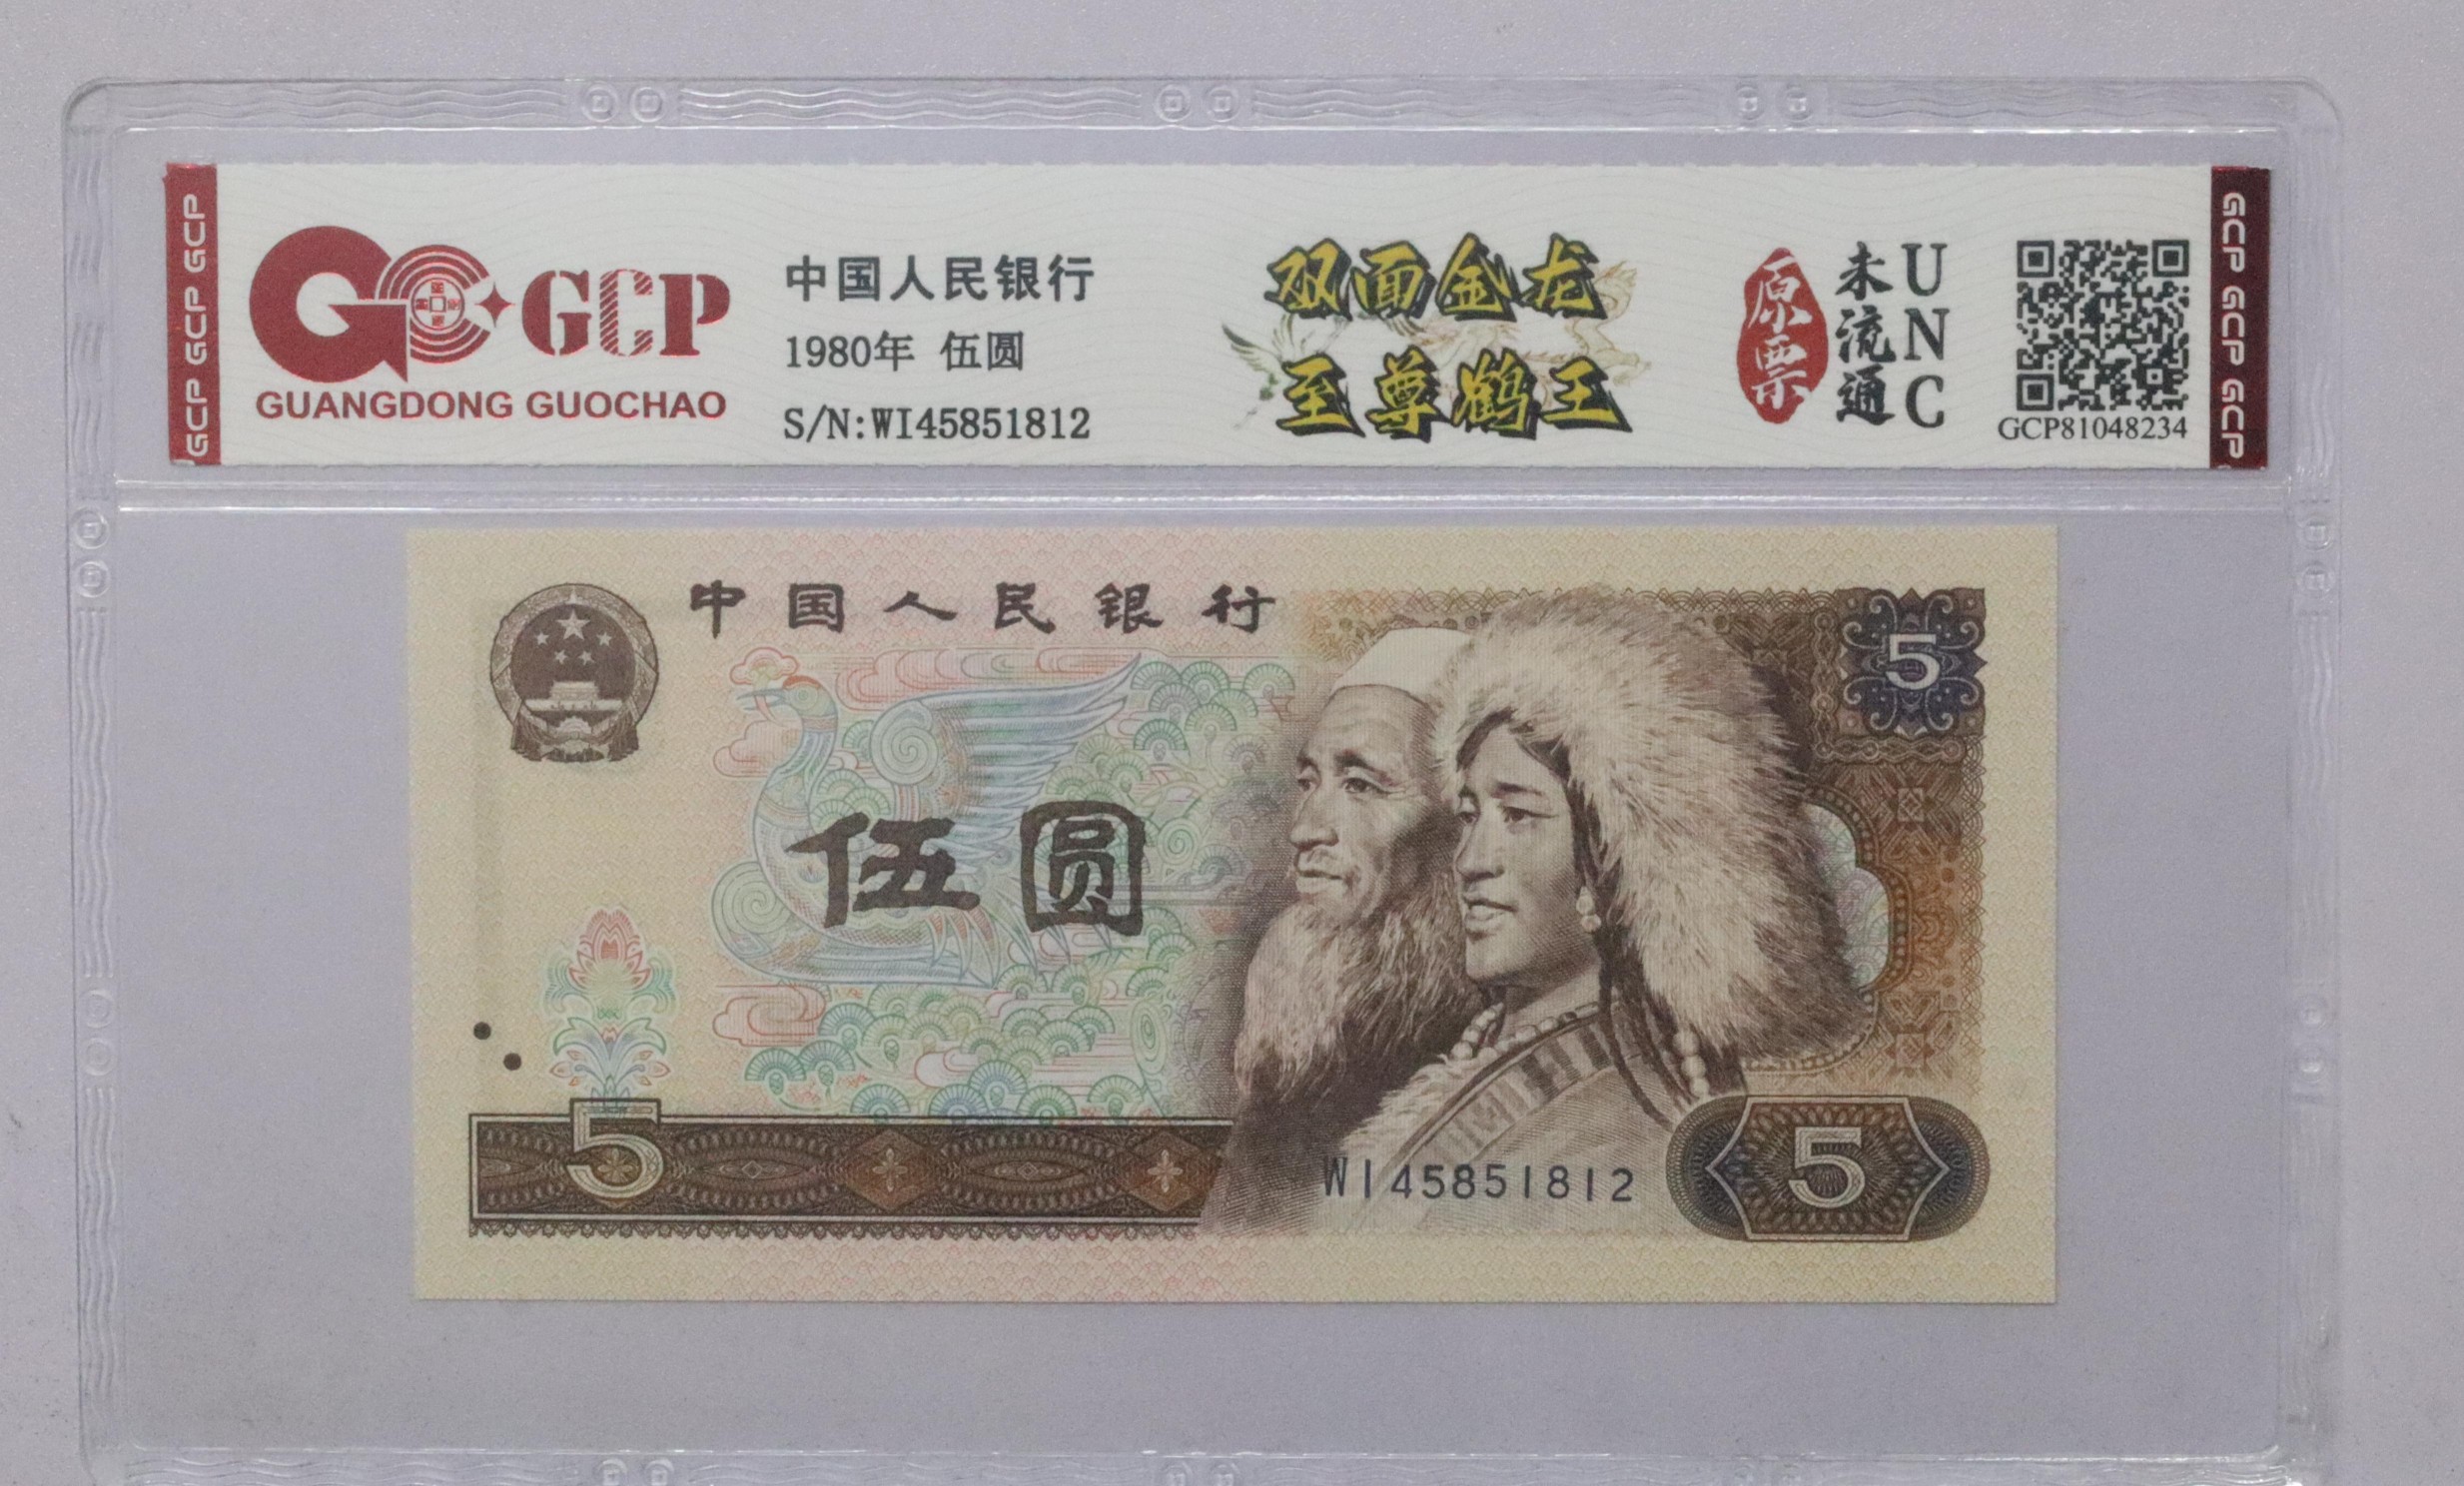 GCP GCP GCP
GCP
GUANGDONG GUOCHAO
中国人民银行
1980年 伍圆
S/N:WI45851812
双面金龙
至尊鹤王
原票
未流通
UNC
GCP81048234
GCP GCP GCP
中国人民银行
5
伍圆
5
WI45851812
5